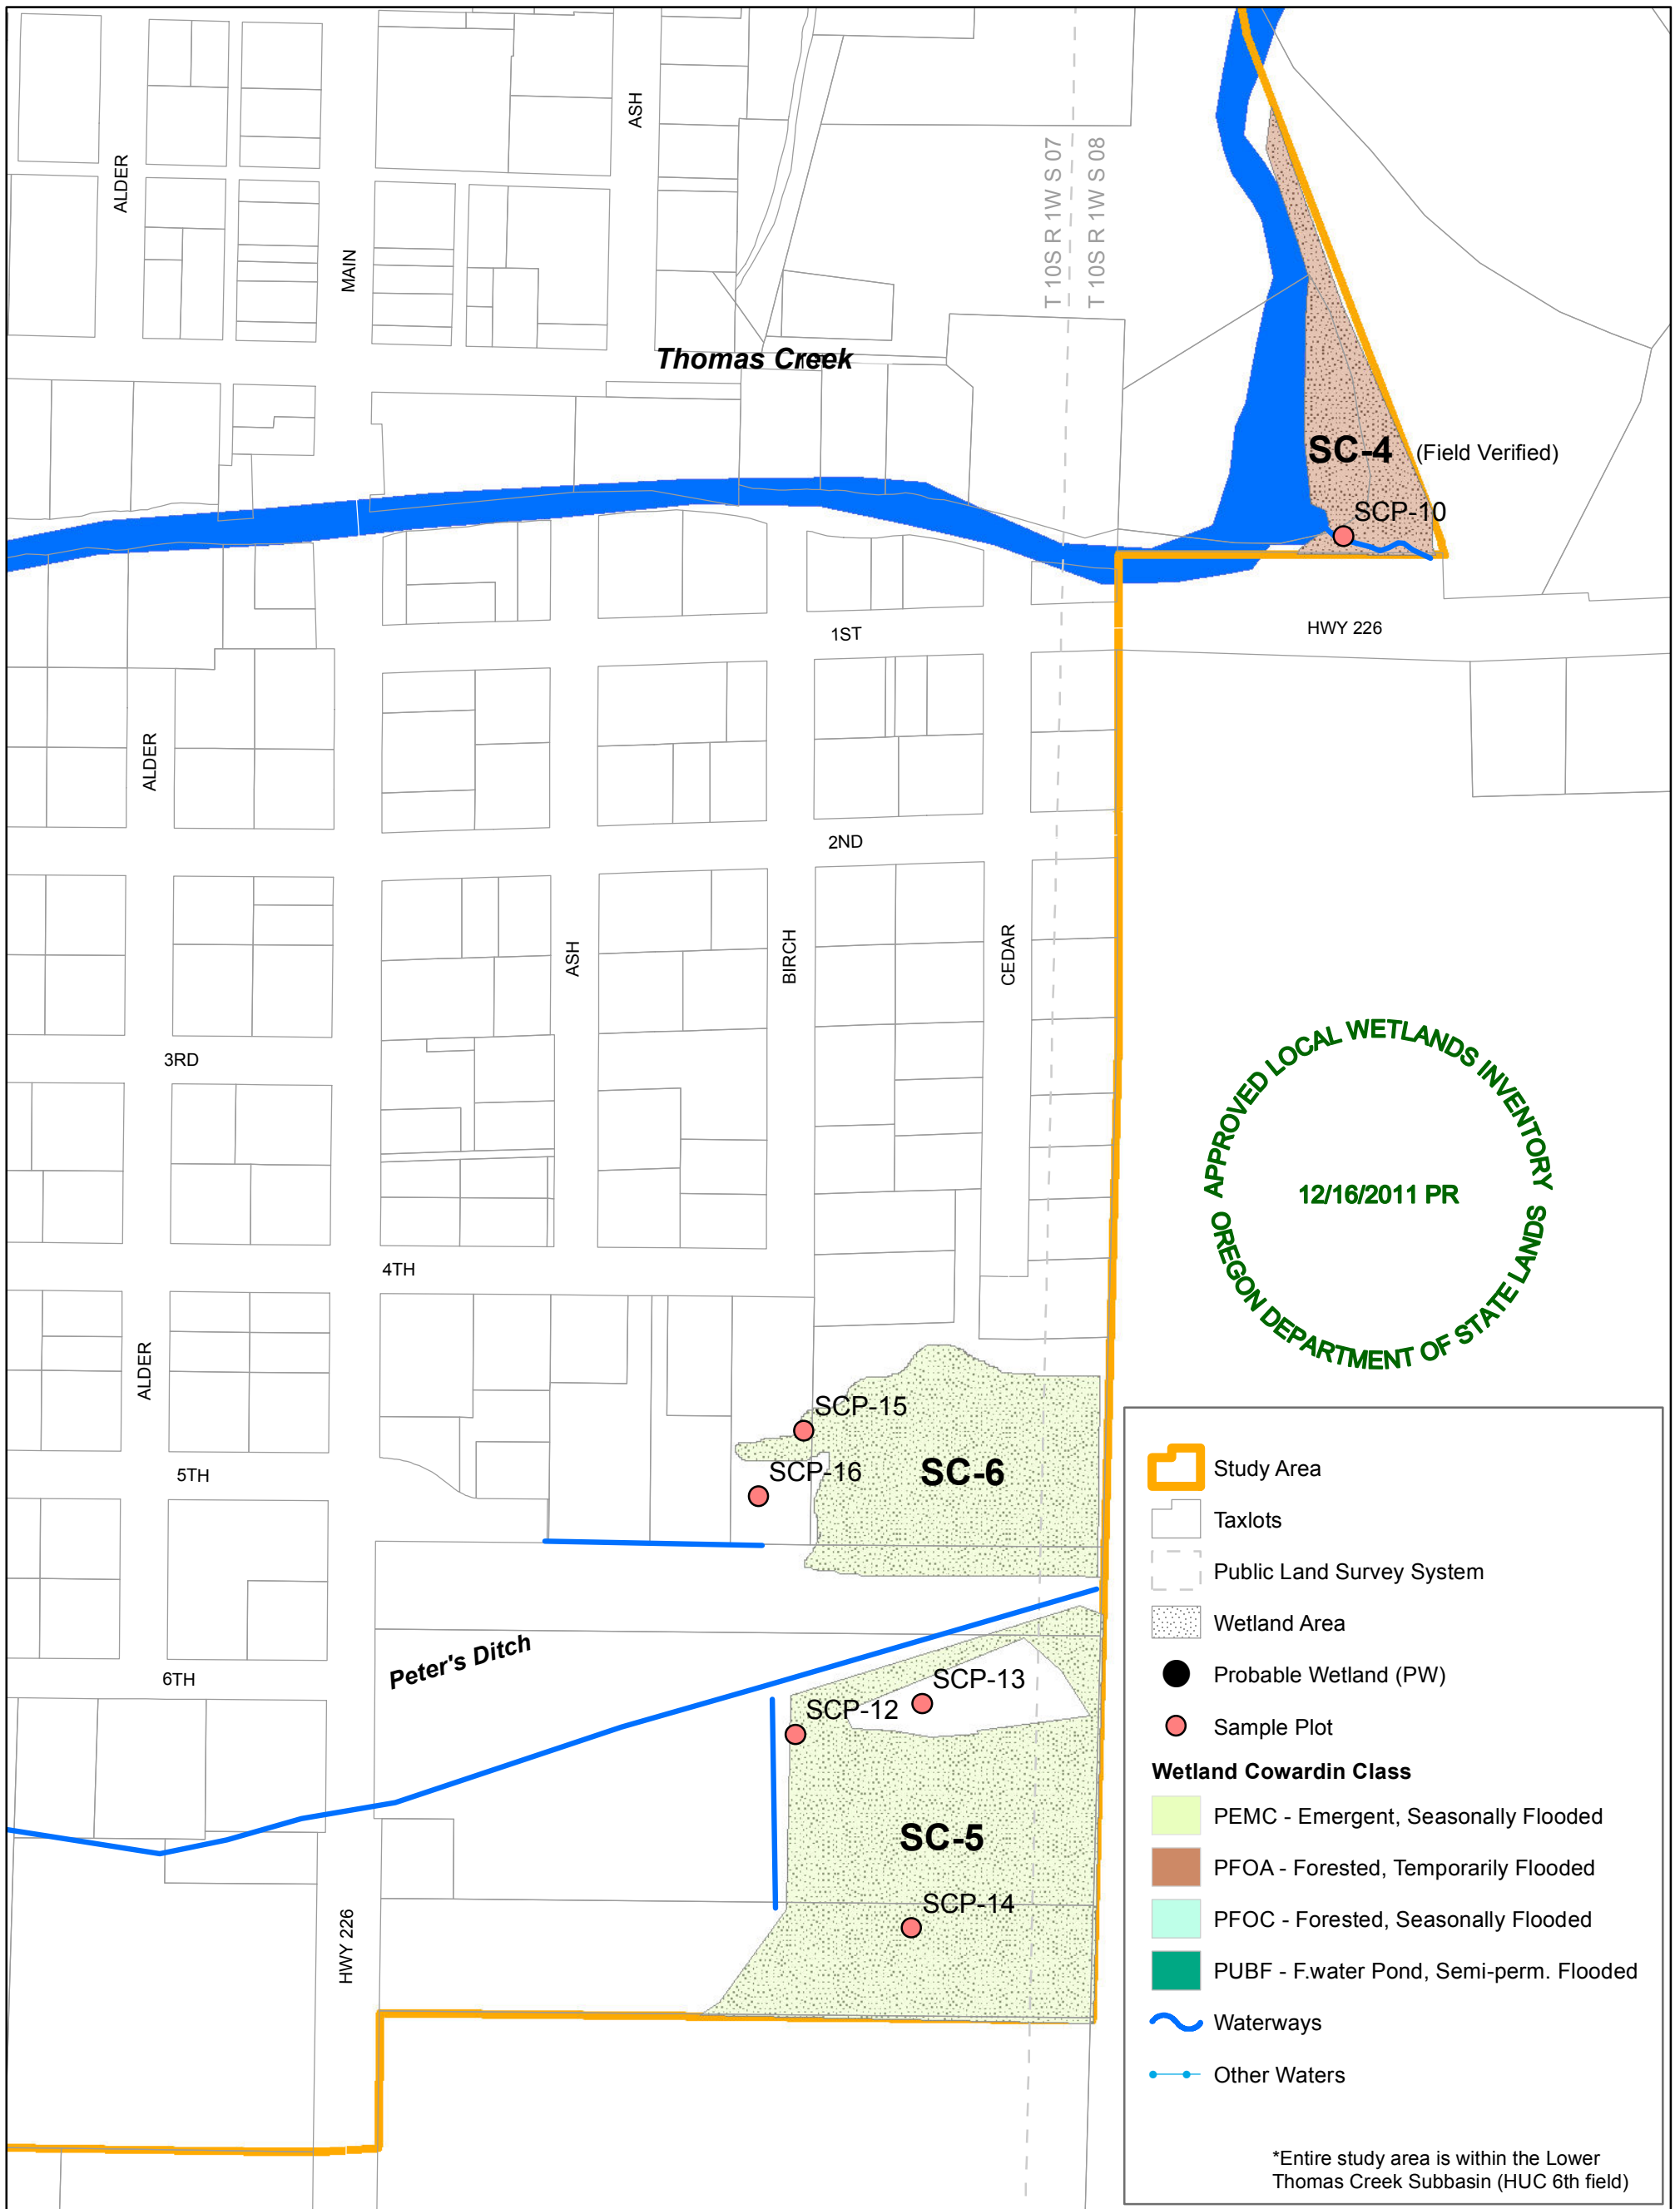 ASH
ALDER
T 10S R 1W S 07
T 10S R 1W S 08
MAIN
Thomas Creek
SC-4 (Field Verified)
SCP-10
1ST
HWY 226
ALDER
2ND
ASH
BIRCH
CEDAR
3RD
APPROVED LOCAL WETLANDS INVENTORY
12/16/2011 PR
OREGON DEPARTMENT OF STATE LANDS
4TH
ALDER
SCP-15
SCP-16
SC-6
5TH
Peter's Ditch
6TH
SCP-13
SCP-12
SC-5
SCP-14
HWY 226
Study Area
Taxlots
Public Land Survey System
Wetland Area
Probable Wetland (PW)
Sample Plot
Wetland Cowardin Class
PEMC - Emergent, Seasonally Flooded
PFOA - Forested, Temporarily Flooded
PFOC - Forested, Seasonally Flooded
PUBF - F.water Pond, Semi-perm. Flooded
Waterways
Other Waters
*Entire study area is within the Lower
Thomas Creek Subbasin (HUC 6th field)